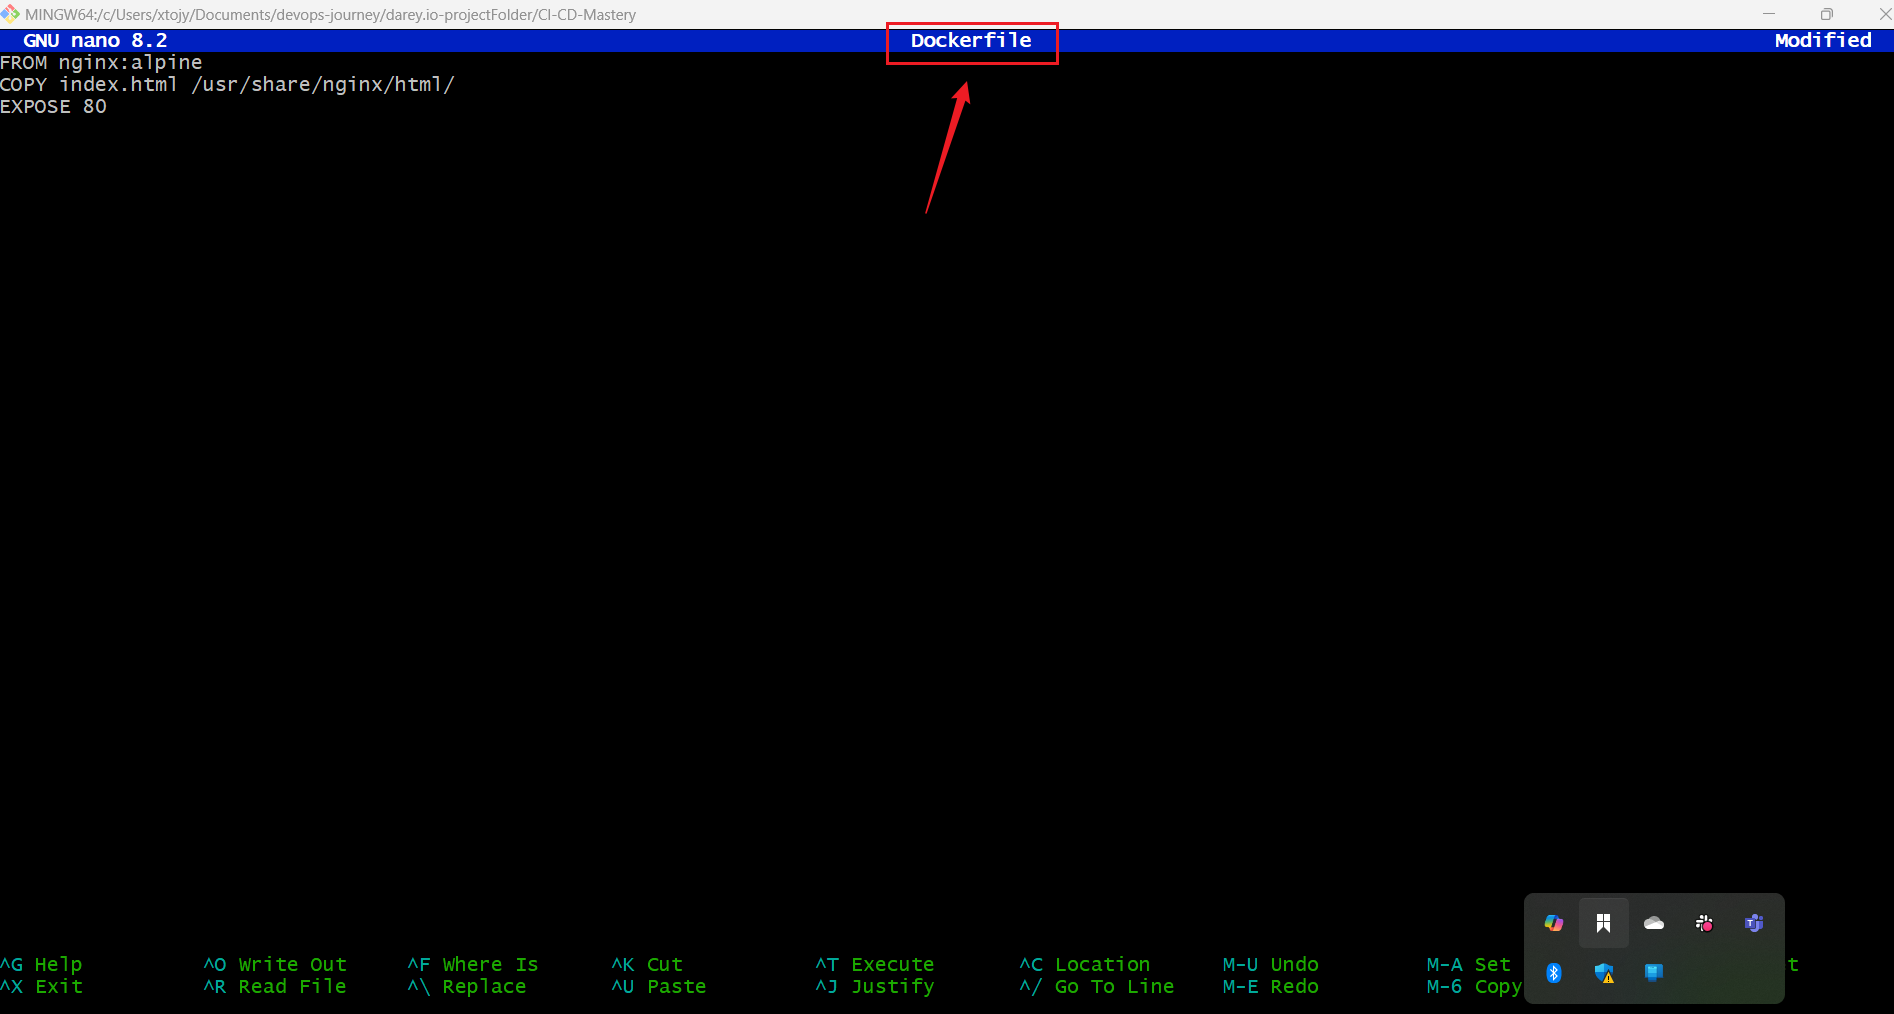 MINGW64:/c/Users/xtojy/Documents/devops-journey/darey.io-projectFolder/CI-CD-Mastery
GNU nano 8.2 Dockerfile Modified
FROM nginx:alpine
COPY index.html /usr/share/nginx/html/
EXPOSE 80
^G Help ^O Write Out ^F Where Is ^K Cut ^T Execute ^C Location M-U Undo M-A Set t
^X Exit ^R Read File ^\ Replace ^U Paste ^J Justify ^/ Go To Line M-E Redo M-6 Copy